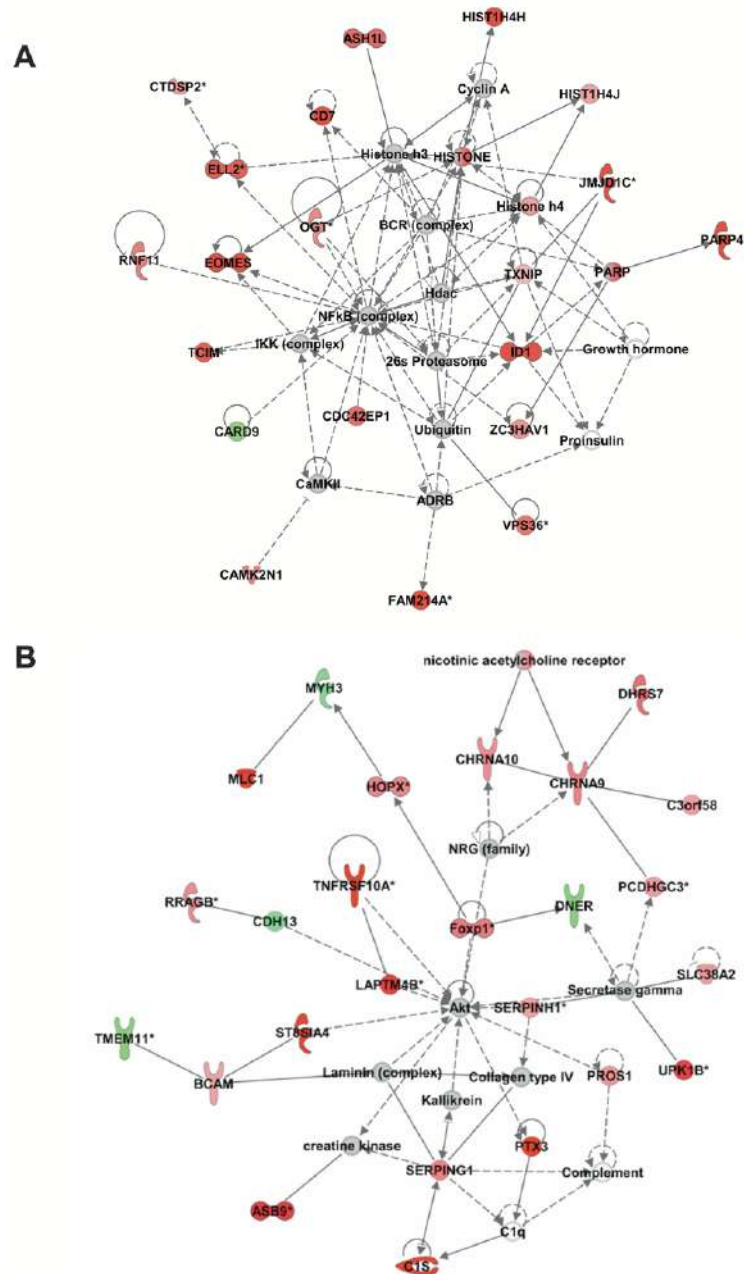 A
HIST1H4H
ASH1L
CTDSP2*
Cyclin A
HIST1H4J
CD7
Histone h3
HISTONE
ELL2*
JMJD1C*
Histone h4
OGT*
BCR (complex)
PARP4
RNF11
EOMES
TXNIP
PARP
Hdac
NFkB (complex)
TCIM
IKK (complex)
ID1
Growth hormone
26s Proteasome
CARD9
CDC42EP1
Ubiquitin
ZC3HAV1
Proinsulin
CaMKII
ADRB
VPS36*
CAMK2N1
FAM214A*
B
nicotinic acetylcholine receptor
MYH3
DHRS7
CHRNA10
MLC1
HOPX*
CHRNA9
C3orf58
NRG (family)
TNFRSF10A*
PCDHGC3*
RRAGB*
DNER
CDH13
Foxp1*
SLC38A2
LAPTM4B*
Secretase gamma
Akt
SERPINH1*
TMEM11*
ST8SIA4
UPK1B*
Laminin (complex)
Collagen type IV
PROS1
BCAM
Kallikrein
creatine kinase
PTX3
SERPING1
Complement
ASB9*
C1q
C1S